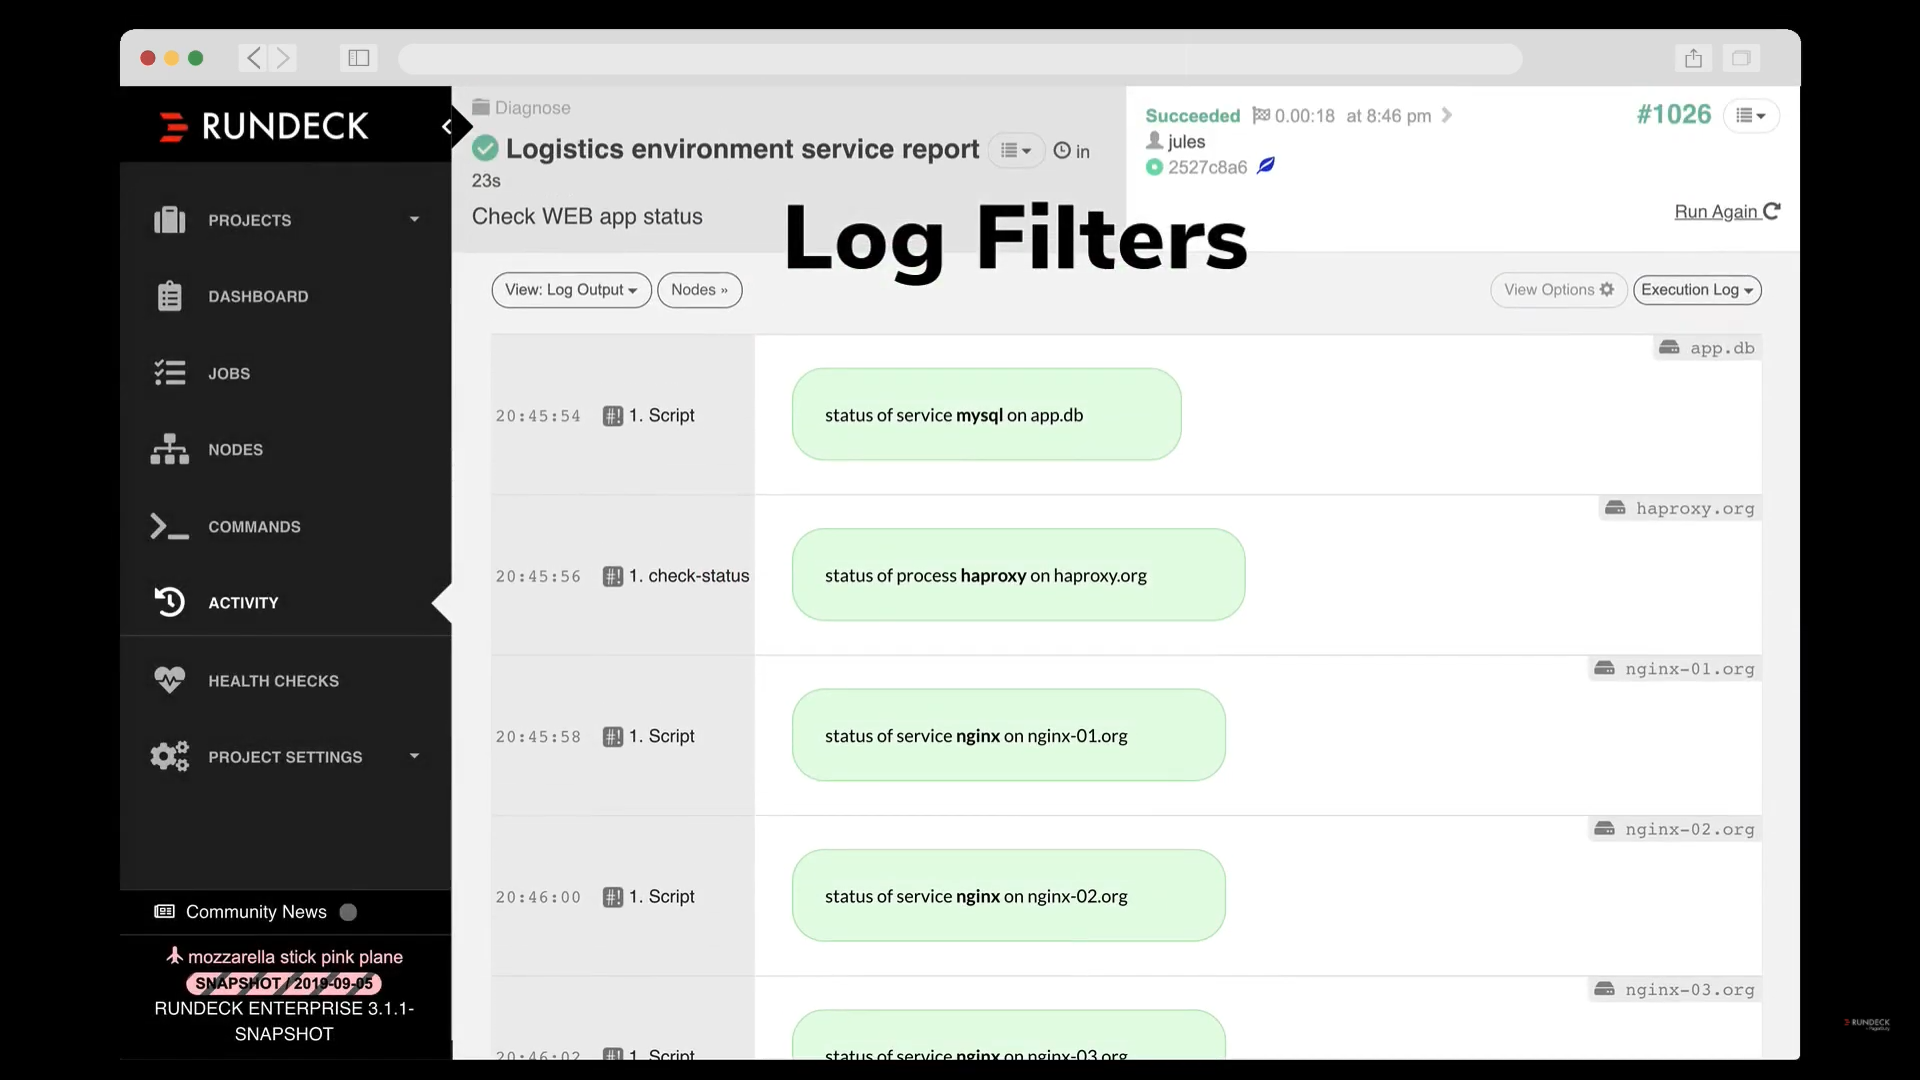 RUNDECK
PROJECTS
DASHBOARD
JOBS
NODES
COMMANDS
ACTIVITY
HEALTH CHECKS
PROJECT SETTINGS
Community News
mozzarella stick pink plane
SNAPSHOT / 2019-09-05
RUNDECK ENTERPRISE 3.1.1-
SNAPSHOT
Diagnose
Logistics environment service report in
23s
Check WEB app status
Succeeded 0.00:18 at 8:46 pm
#1026
jules
2527c8a6
Run Again
Log Filters
View: Log Output Nodes »
View Options Execution Log
app.db
20:45:54 #! 1. Script status of service mysql on app.db
haproxy.org
20:45:56 #! 1. check-status status of process haproxy on haproxy.org
nginx-01.org
20:45:58 #! 1. Script status of service nginx on nginx-01.org
nginx-02.org
20:46:00 #! 1. Script status of service nginx on nginx-02.org
nginx-03.org
20:46:02 #! 1. Script status of service nginx on nginx-03.org
RUNDECK